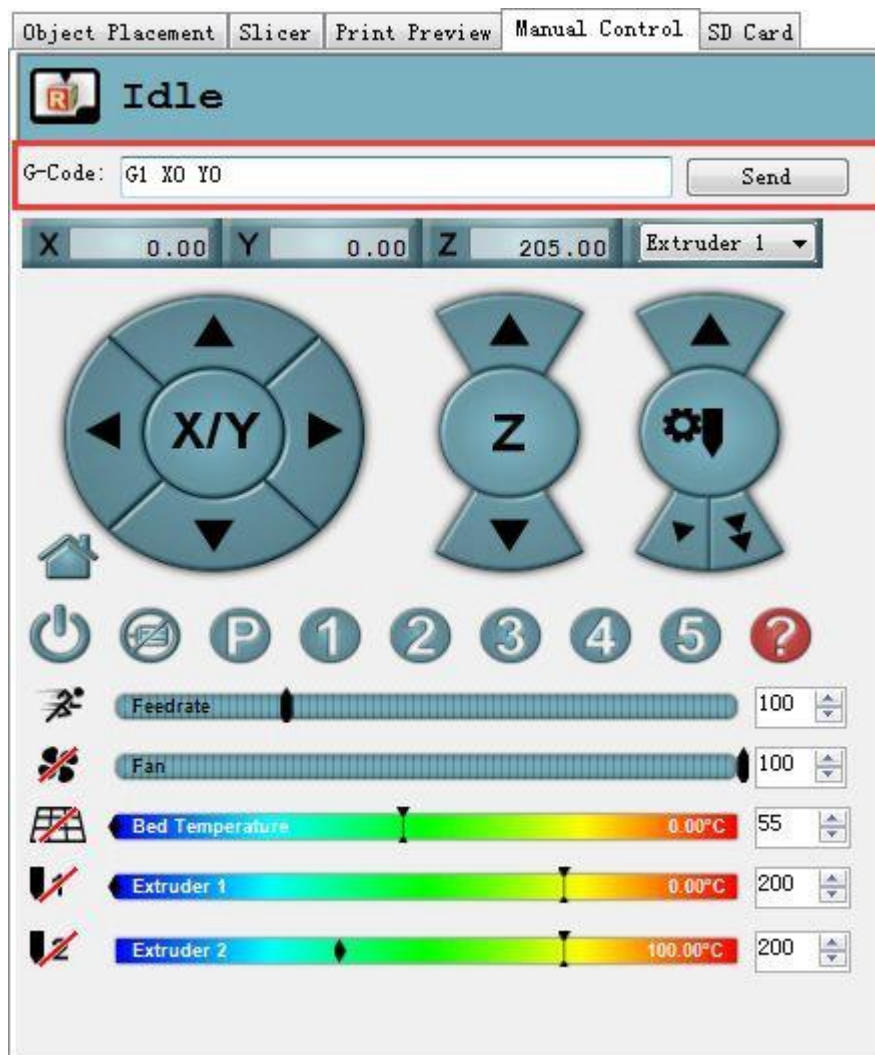 Object Placement Slicer Print Preview Manual Control SD Card
R Idle
G-Code: G1 X0 Y0 Send
X 0.00 Y 0.00 Z 205.00 Extruder 1
X/Y Z
P 1 2 3 4 5 ?
Feedrate 100
Fan 100
Bed Temperature 0.00°C 55
1 Extruder 1 0.00°C 200
2 Extruder 2 100.00°C 200